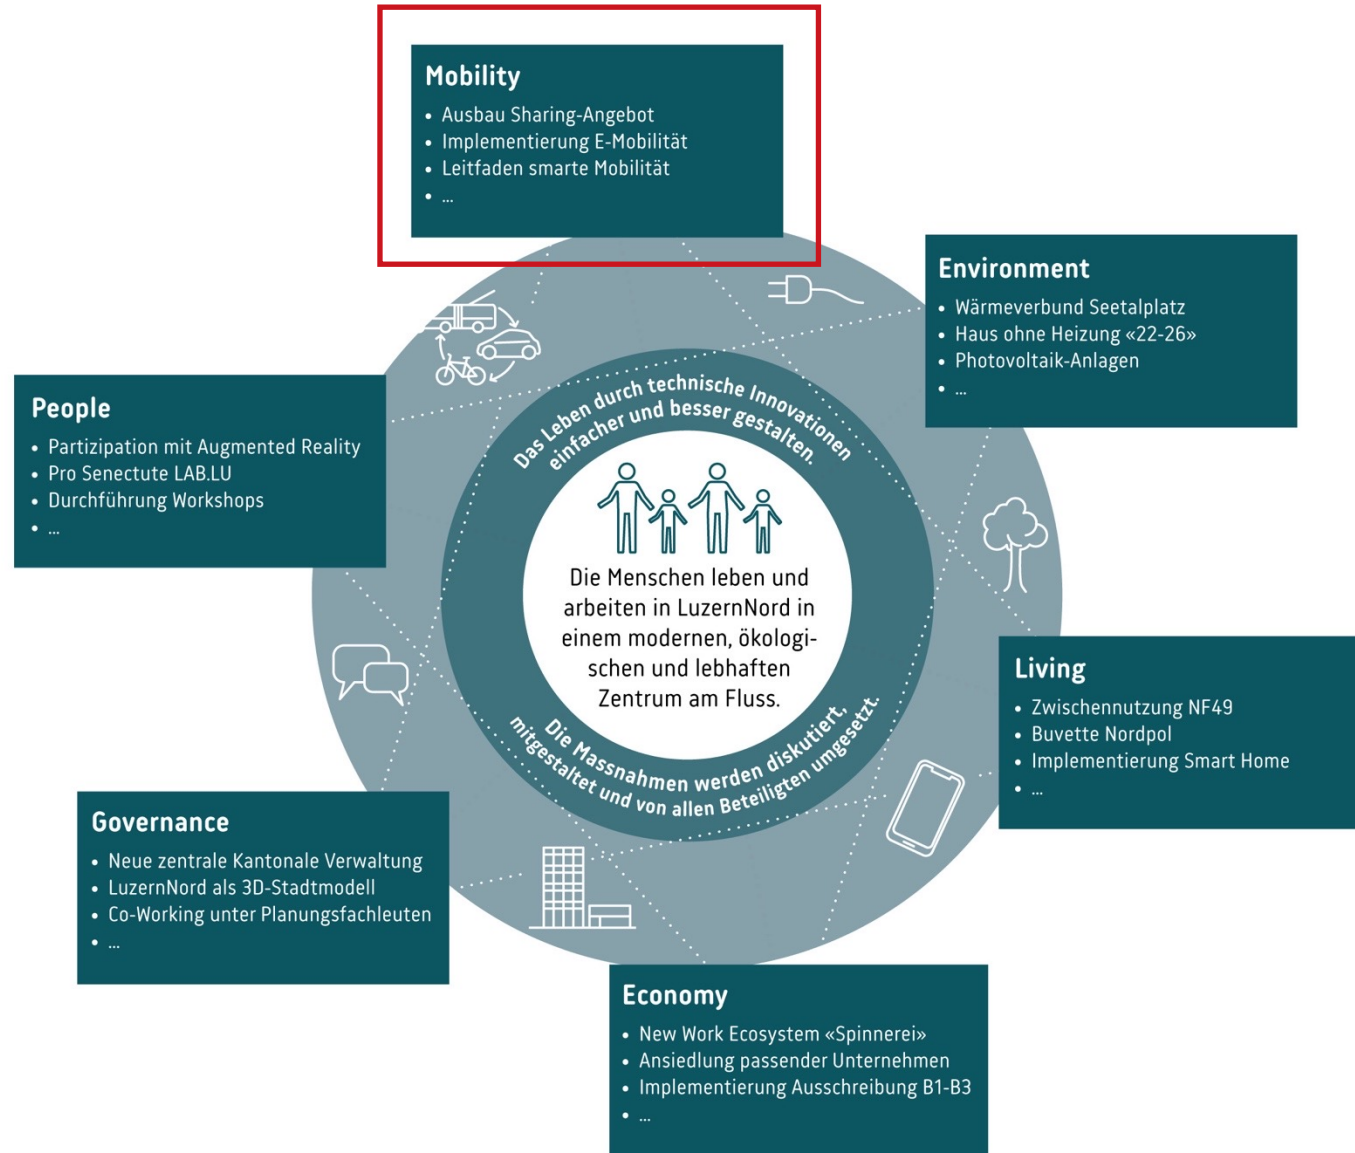 Mobility
• Ausbau Sharing-Angebot
• Implementierung E-Mobilität
• Leitfaden smarte Mobilität
• ...
Environment
• Wärmeverbund Seetalplatz
• Haus ohne Heizung «22-26»
• Photovoltaik-Anlagen
• ...
People
• Partizipation mit Augmented Reality
• Pro Senectute LAB.LU
• Durchführung Workshops
• ...
Das Leben durch technische Innovationen
einfacher und besser gestalten.
Die Menschen leben und
arbeiten in LuzernNord in
einem modernen, ökologi-
schen und lebhaften
Zentrum am Fluss.
Die Massnahmen werden diskutiert,
mitgestaltet und von allen Beteiligten umgesetzt.
Living
• Zwischennutzung NF49
• Buvette Nordpol
• Implementierung Smart Home
• ...
Governance
• Neue zentrale Kantonale Verwaltung
• LuzernNord als 3D-Stadtmodell
• Co-Working unter Planungsfachleuten
• ...
Economy
• New Work Ecosystem «Spinnerei»
• Ansiedlung passender Unternehmen
• Implementierung Ausschreibung B1-B3
• ...